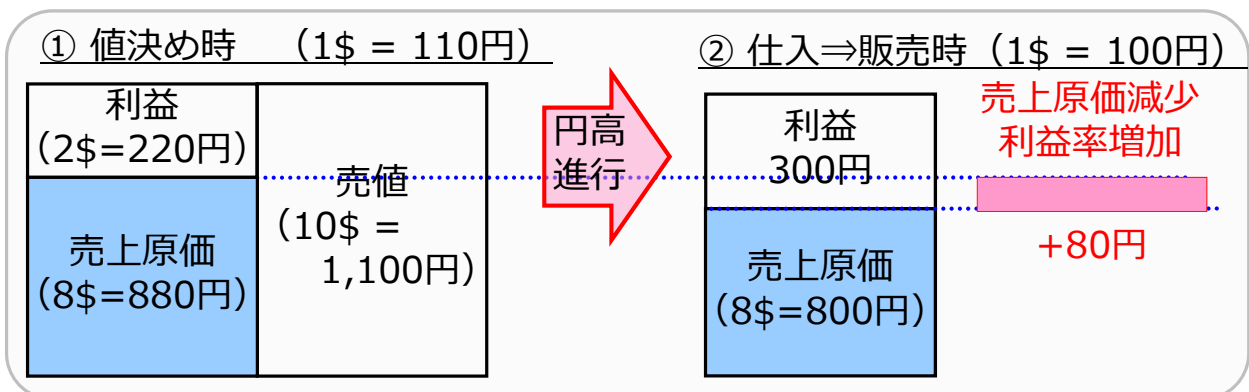 ① 値決め時 （1$ = 110円）
利益
（2$=220円）
売上原価
（8$=880円）
売値
（10$ =
1,100円）
円高
進行
② 仕入⇒販売時（1$ = 100円）
利益
300円
売上原価
（8$=800円）
売上原価減少
利益率増加
+80円